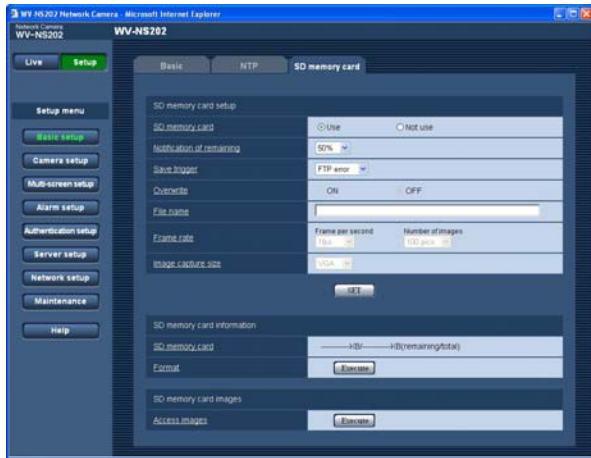 WV-NS202 Network Camera - Microsoft Internet Explorer
Network Camera
WV-NS202
WV-NS202
Live Setup
Basic NTP SD memory card
Setup menu
Basic setup
Camera setup
Multi-screen setup
Alarm setup
Authentication setup
Server setup
Network setup
Maintenance
Help
SD memory card setup
SD memory card Use Not use
Notification of remaining 50%
Save trigger FTP error
Overwrite ON OFF
File name
Frame per second Number of images
Frame rate 1fps 100 pics
Image capture size VGA
SET
SD memory card information
SD memory card ----------KB/----------KB(remaining/total)
Format Execute
SD memory card images
Access images Execute